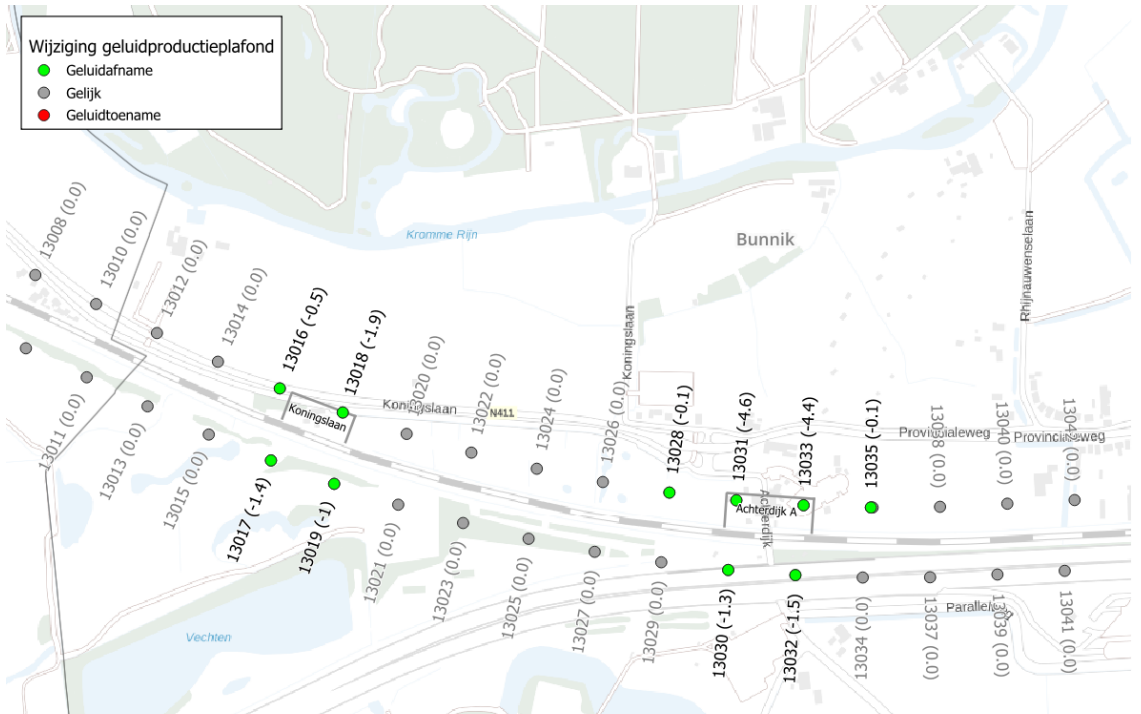 Wijziging geluidproductieplafond
Geluidafname
Gelijk
Geluidtoename
13008 (0.0)
13010 (0.0)
13012 (0.0)
13014 (0.0)
13016 (-0.5)
13018 (-1.9)
13020 (0.0)
13022 (0.0)
13024 (0.0)
13026 (0.0)
13028 (-0.1)
13031 (-4.6)
13033 (-4.4)
13035 (-0.1)
13038 (0.0)
13040 (0.0)
(0.0)
Kromme Rijn
Bunnik
Koningslaan
Rhijnauwenselaan
Koningslaan
Koningslaan
N411
Provincialeweg
Provincialeweg
Achterdijk A
Achterdijk
13011 (0.0)
13013 (0.0)
13015 (0.0)
13017 (-1.4)
13019 (-1)
13021 (0.0)
13023 (0.0)
13025 (0.0)
13027 (0.0)
13029 (0.0)
13030 (-1.3)
13032 (-1.5)
13034 (0.0)
13037 (0.0)
13039 (0.0)
13041 (0.0)
Vechten